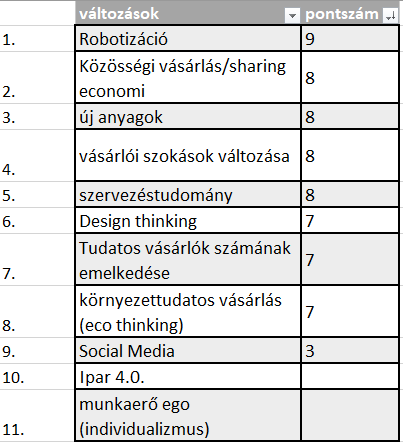 változások pontszám
1. Robotizáció 9
Közösségi vásárlás/sharing
2. economi 8
3. új anyagok 8
4. vásárlói szokások változása 8
5. szervezéstudomány 8
6. Design thinking 7
Tudatos vásárlók számának
7. emelkedése 7
környezettudatos vásárlás
8. (eco thinking) 7
9. Social Media 3
10. Ipar 4.0.
munkaerő ego
11. (individualizmus)